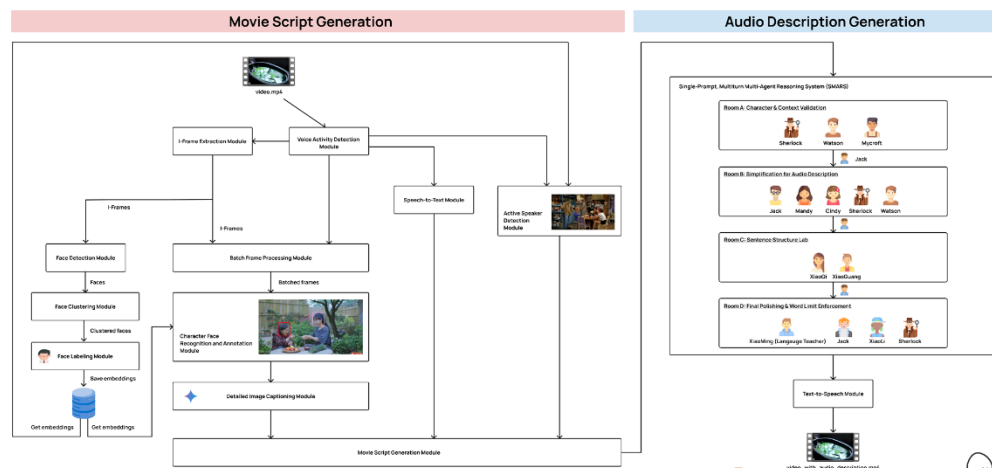 Movie Script Generation
Audio Description Generation
video.mp4
I-Frame Extraction Module
Voice Activity Detection
Module
Speech-to-Text Module
Active Speaker
Detection
Module
I-Frames
I-Frames
Face Detection Module
Batch Frame Processing Module
Faces
Batched frames
Face Clustering Module
Clustered faces
Character Face
Recognition and Annotation
Module
Face Labeling Module
Save embeddings
Get embeddings
Get embeddings
Detailed Image Captioning Module
Movie Script Generation Module
Single-Prompt, Multiturn Multi-Agent Reasoning System (SMARS)
Room A: Character & Context Validation
Sherlock
Watson
Mycroft
Jack
Room B: Simplification for Audio Description
Jack
Mandy
Cindy
Sherlock
Watson
Room C: Sentence Structure Lab
XiaoQi
XiaoGuang
Room D: Final Polishing & Word Limit Enforcement
XiaoMing (Langauge Teacher)
Jack
XiaoLi
Sherlock
Text-to-Speech Module
video_with_audio_description.mp4